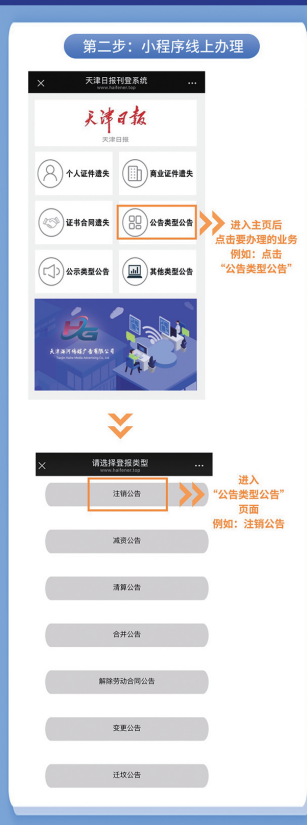 第二步：小程序线上办理
天津日报刊登系统
www.haihener.top
天津日报
天津日报
个人证件遗失
商业证件遗失
证书合同遗失
公告类型公告
公示类型公告
其他类型公告
进入主页后
点击要办理的业务
例如：点击
“公告类型公告”
天津海河传媒广告有限公司
请选择登报类型
www.haihener.top
注销公告
减资公告
清算公告
合并公告
解除劳动合同公告
变更公告
迁坟公告
进入
“公告类型公告”
页面
例如：注销公告